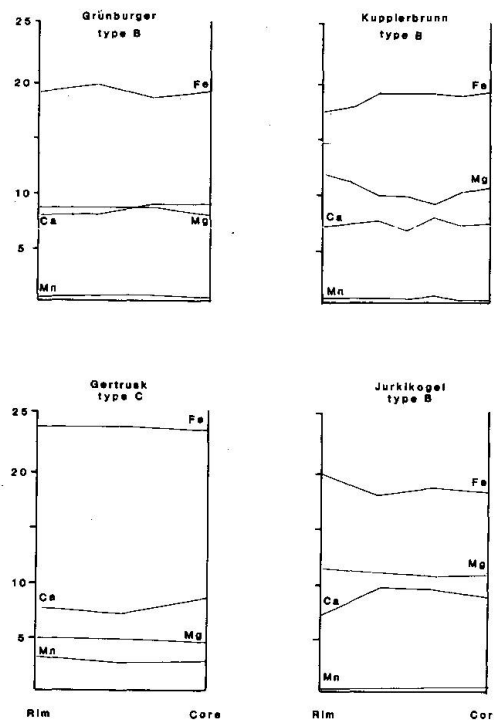 Grünburger
type B
25
20
10
5
Fe
Ca
Mg
Mn
Kupplerbrunn
type B
Fe
Mg
Ca
Mn
Gertrusk
type C
25
20
10
5
Fe
Ca
Mg
Mn
Rim
Core
Jurkikogel
type B
Fe
Mg
Ca
Mn
Rim
Cor